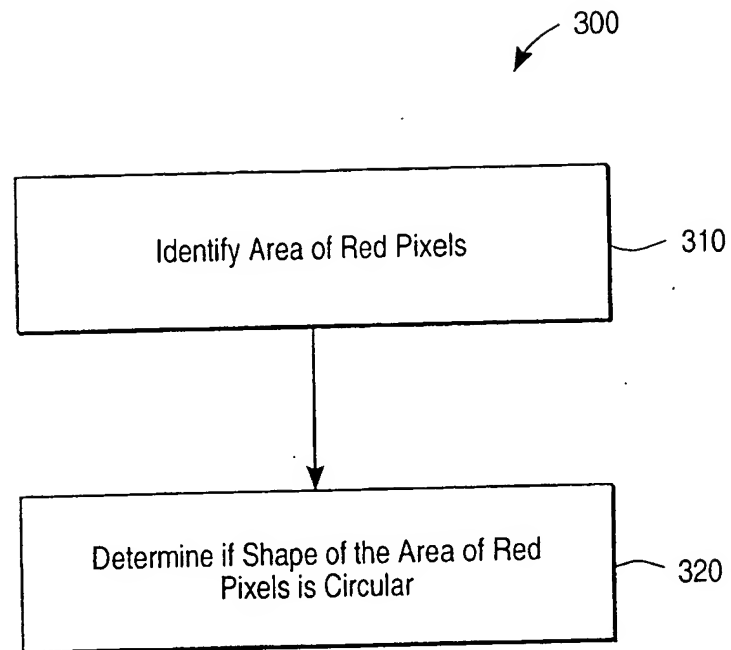 300
Identify Area of Red Pixels
310
Determine if Shape of the Area of Red
Pixels is Circular
320